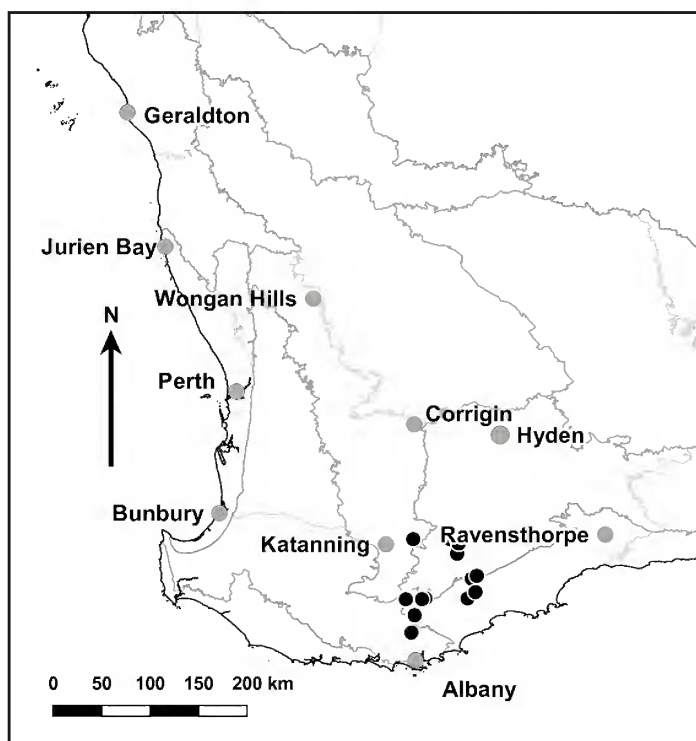 Geraldton
Jurien Bay
Wongan Hills
N
Perth
Corrigin
Hyden
Bunbury
Katanning
Ravensthorpe
0 50 100 150 200 km
Albany